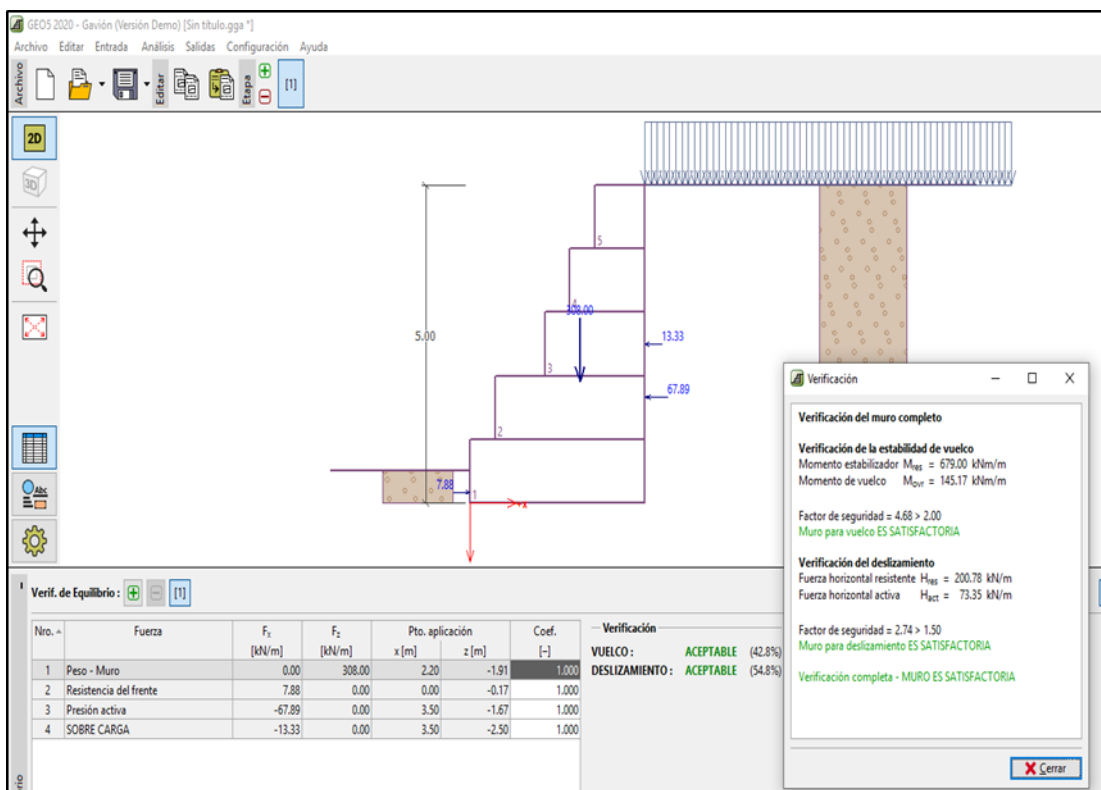 GEO5 2020 - Gavión (Versión Demo) [Sin título.gga *]
Archivo Editar Entrada Análisis Salidas Configuración Ayuda
Archivo
Editar
Etapa
[1]
2D
3D
5
4
308.00
5.00
13.33
3
67.89
2
7.88
1
+x
Abc
Verificación
Verificación del muro completo
Verificación de la estabilidad de vuelco
Momento estabilizador Mres = 679.00 kNm/m
Momento de vuelco Movr = 145.17 kNm/m
Factor de seguridad = 4.68 > 2.00
Muro para vuelco ES SATISFACTORIA
Verificación del deslizamiento
Fuerza horizontal resistente Hres = 200.78 kN/m
Fuerza horizontal activa Hact = 73.35 kN/m
Factor de seguridad = 2.74 > 1.50
Muro para deslizamiento ES SATISFACTORIA
Verificación completa - MURO ES SATISFACTORIA
Cerrar
Verif. de Equilibrio : [1]
Nro. Fuerza Fx Fz Pto. aplicación Coef.
[kN/m] [kN/m] x [m] z [m] [–]
1 Peso - Muro 0.00 308.00 2.20 -1.91 1.000
2 Resistencia del frente 7.88 0.00 0.00 -0.17 1.000
3 Presión activa -67.89 0.00 3.50 -1.67 1.000
4 SOBRE CARGA -13.33 0.00 3.50 -2.50 1.000
Verificación
VUELCO : ACEPTABLE (42.8%)
DESLIZAMIENTO : ACEPTABLE (54.8%)